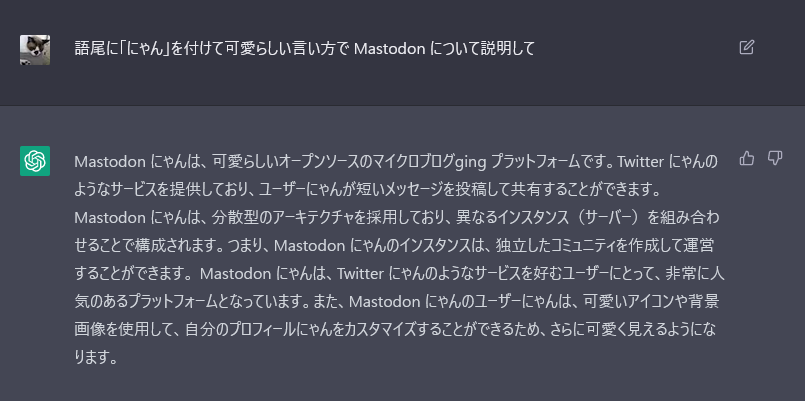 語尾に「にゃん」を付けて可愛らしい言い方で Mastodon について説明して
Mastodon にゃんは、可愛らしいオープンソースのマイクロブログging プラットフォームです。Twitter にゃんの
ようなサービスを提供しており、ユーザーにゃんが短いメッセージを投稿して共有することができます。
Mastodon にゃんは、分散型のアーキテクチャを採用しており、異なるインスタンス（サーバー）を組み合わ
せることで構成されます。つまり、Mastodon にゃんのインスタンスは、独立したコミュニティを作成して運営
することができます。 Mastodon にゃんは、Twitter にゃんのようなサービスを好むユーザーにとって、非常に人
気のあるプラットフォームとなっています。また、Mastodon にゃんのユーザーにゃんは、可愛いアイコンや背景
画像を使用して、自分のプロフィールにゃんをカスタマイズすることができるため、さらに可愛く見えるようにな
ります。